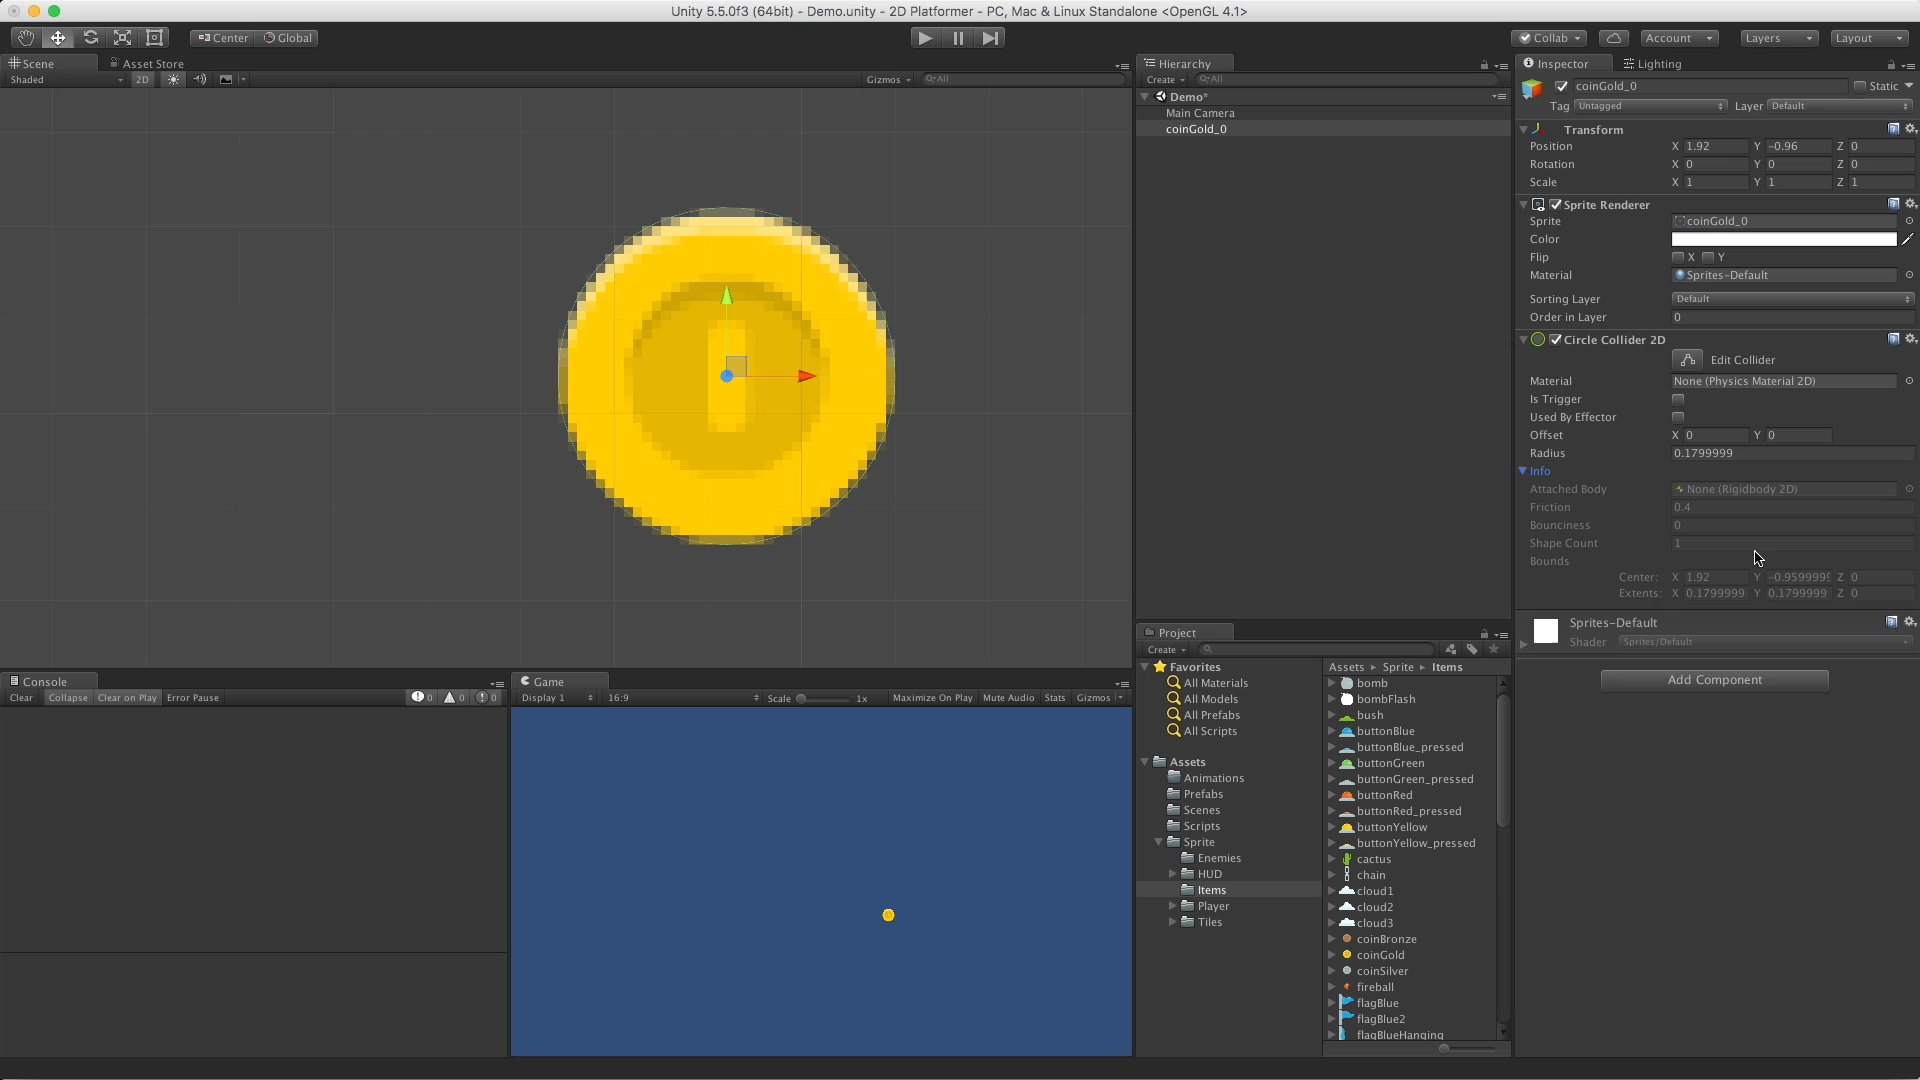 Unity 5.5.0f3 (64bit) - Demo.unity - 2D Platformer - PC, Mac & Linux Standalone <OpenGL 4.1>
Center Global Collab Account Layers Layout
Scene Asset Store
Shaded 2D Gizmos All
Hierarchy
Create All
Demo*
Main Camera
coinGold_0
Inspector Lighting
coinGold_0 Static
Tag Untagged Layer Default
Transform
Position X 1.92 Y -0.96 Z 0
Rotation X 0 Y 0 Z 0
Scale X 1 Y 1 Z 1
Sprite Renderer
Sprite coinGold_0
Color
Flip X Y
Material Sprites-Default
Sorting Layer Default
Order in Layer 0
Circle Collider 2D
Edit Collider
Material None (Physics Material 2D)
Is Trigger
Used By Effector
Offset X 0 Y 0
Radius 0.1799999
Info
Attached Body None (Rigidbody 2D)
Friction 0.4
Bounciness 0
Shape Count 1
Bounds
Center: X 1.92 Y -0.9599999 Z 0
Extents: X 0.1799999 Y 0.1799999 Z 0
Sprites-Default
Shader Sprites/Default
Add Component
Console
Clear Collapse Clear on Play Error Pause 0 0 0
Game
Display 1 16:9 Scale 1x Maximize On Play Mute Audio Stats Gizmos
Project
Create
Favorites
All Materials
All Models
All Prefabs
All Scripts
Assets
Animations
Prefabs
Scenes
Scripts
Sprite
Enemies
HUD
Items
Player
Tiles
Assets Sprite Items
bomb
bombFlash
bush
buttonBlue
buttonBlue_pressed
buttonGreen
buttonGreen_pressed
buttonRed
buttonRed_pressed
buttonYellow
buttonYellow_pressed
cactus
chain
cloud1
cloud2
cloud3
coinBronze
coinGold
coinSilver
fireball
flagBlue
flagBlue2
flagBlueHanging